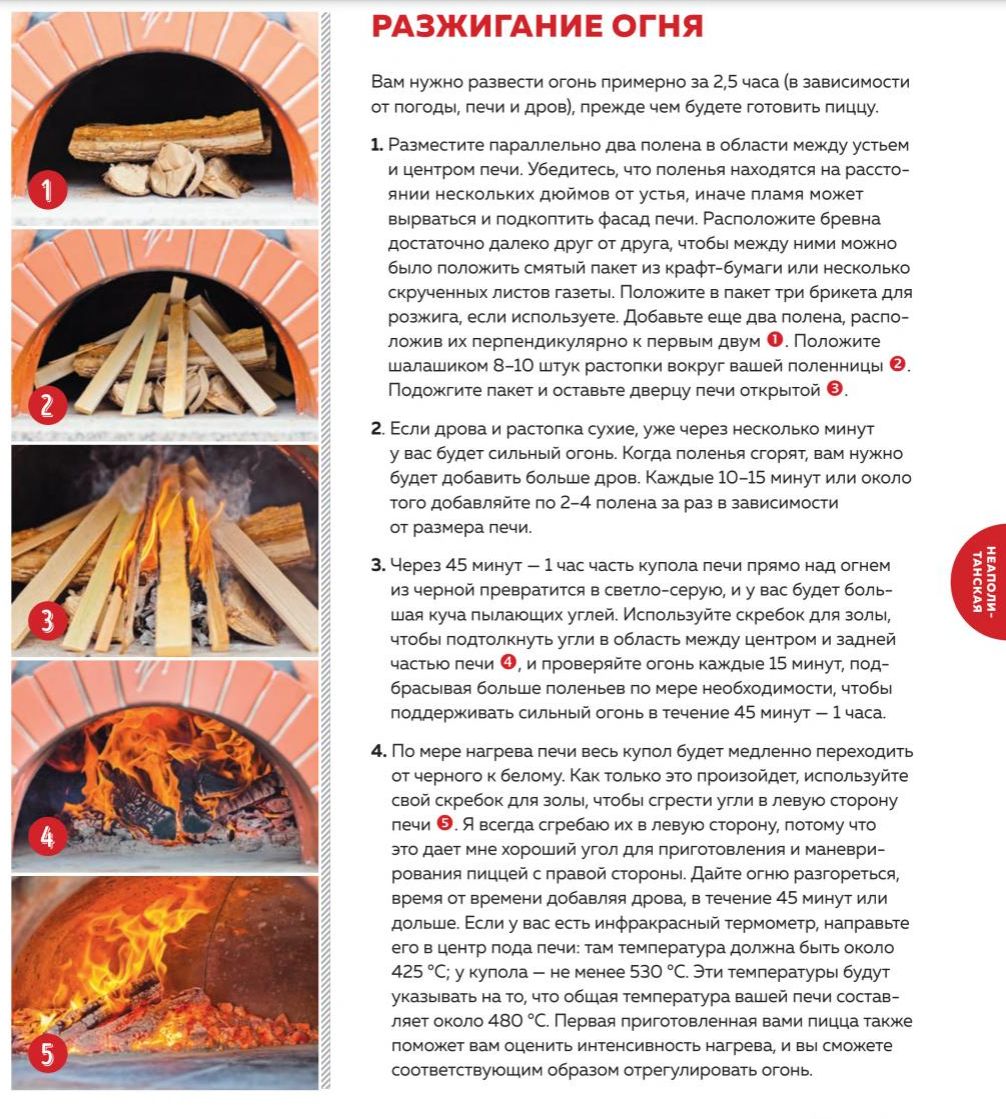 РАЗЖИГАНИЕ ОГНЯ
Вам нужно развести огонь примерно за 2,5 часа (в зависимости
от погоды, печи и дров), прежде чем будете готовить пиццу.
1. Разместите параллельно два полена в области между устьем
и центром печи. Убедитесь, что поленья находятся на рассто-
янии нескольких дюймов от устья, иначе пламя может
вырваться и подкоптить фасад печи. Расположите бревна
достаточно далеко друг от друга, чтобы между ними можно
было положить смятый пакет из крафт-бумаги или несколько
скрученных листов газеты. Положите в пакет три брикета для
розжига, если используете. Добавьте еще два полена, распо-
ложив их перпендикулярно к первым двум ❶. Положите
шалашиком 8–10 штук растопки вокруг вашей поленницы ❷.
Подожгите пакет и оставьте дверцу печи открытой ❸.
2. Если дрова и растопка сухие, уже через несколько минут
у вас будет сильный огонь. Когда поленья сгорят, вам нужно
будет добавить больше дров. Каждые 10–15 минут или около
того добавляйте по 2–4 полена за раз в зависимости
от размера печи.
3. Через 45 минут — 1 час часть купола печи прямо над огнем
из черной превратится в светло-серую, и у вас будет боль-
шая куча пылающих углей. Используйте скребок для золы,
чтобы подтолкнуть угли в область между центром и задней
частью печи ❹, и проверяйте огонь каждые 15 минут, под-
брасывая больше поленьев по мере необходимости, чтобы
поддерживать сильный огонь в течение 45 минут — 1 часа.
4. По мере нагрева печи весь купол будет медленно переходить
от черного к белому. Как только это произойдет, используйте
свой скребок для золы, чтобы сгрести угли в левую сторону
печи ❺. Я всегда сгребаю их в левую сторону, потому что
это дает мне хороший угол для приготовления и маневри-
рования пиццей с правой стороны. Дайте огню разгореться,
время от времени добавляя дрова, в течение 45 минут или
дольше. Если у вас есть инфракрасный термометр, направьте
его в центр пода печи: там температура должна быть около
425 °C; у купола — не менее 530 °C. Эти температуры будут
указывать на то, что общая температура вашей печи состав-
ляет около 480 °C. Первая приготовленная вами пицца также
поможет вам оценить интенсивность нагрева, и вы сможете
соответствующим образом отрегулировать огонь.
1
2
3
4
5
НЕАПОЛИ-
ТАНСКАЯ